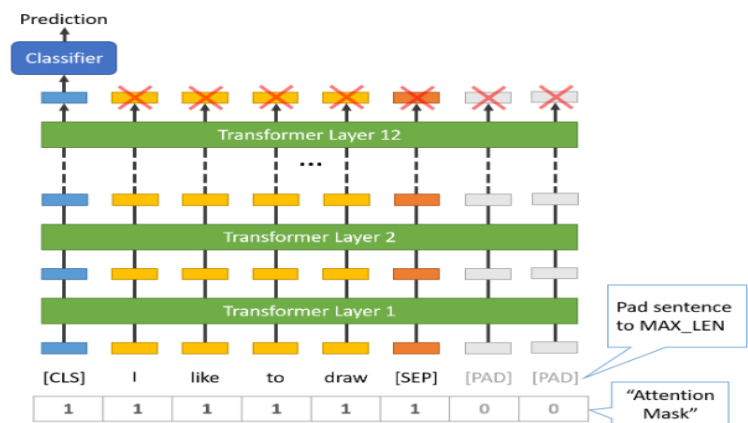 Prediction
Classifier
Transformer Layer 12
...
Transformer Layer 2
Transformer Layer 1
Pad sentence
to MAX_LEN
[CLS] I like to draw [SEP] [PAD] [PAD]
1 1 1 1 1 1 0 0
“Attention
Mask”